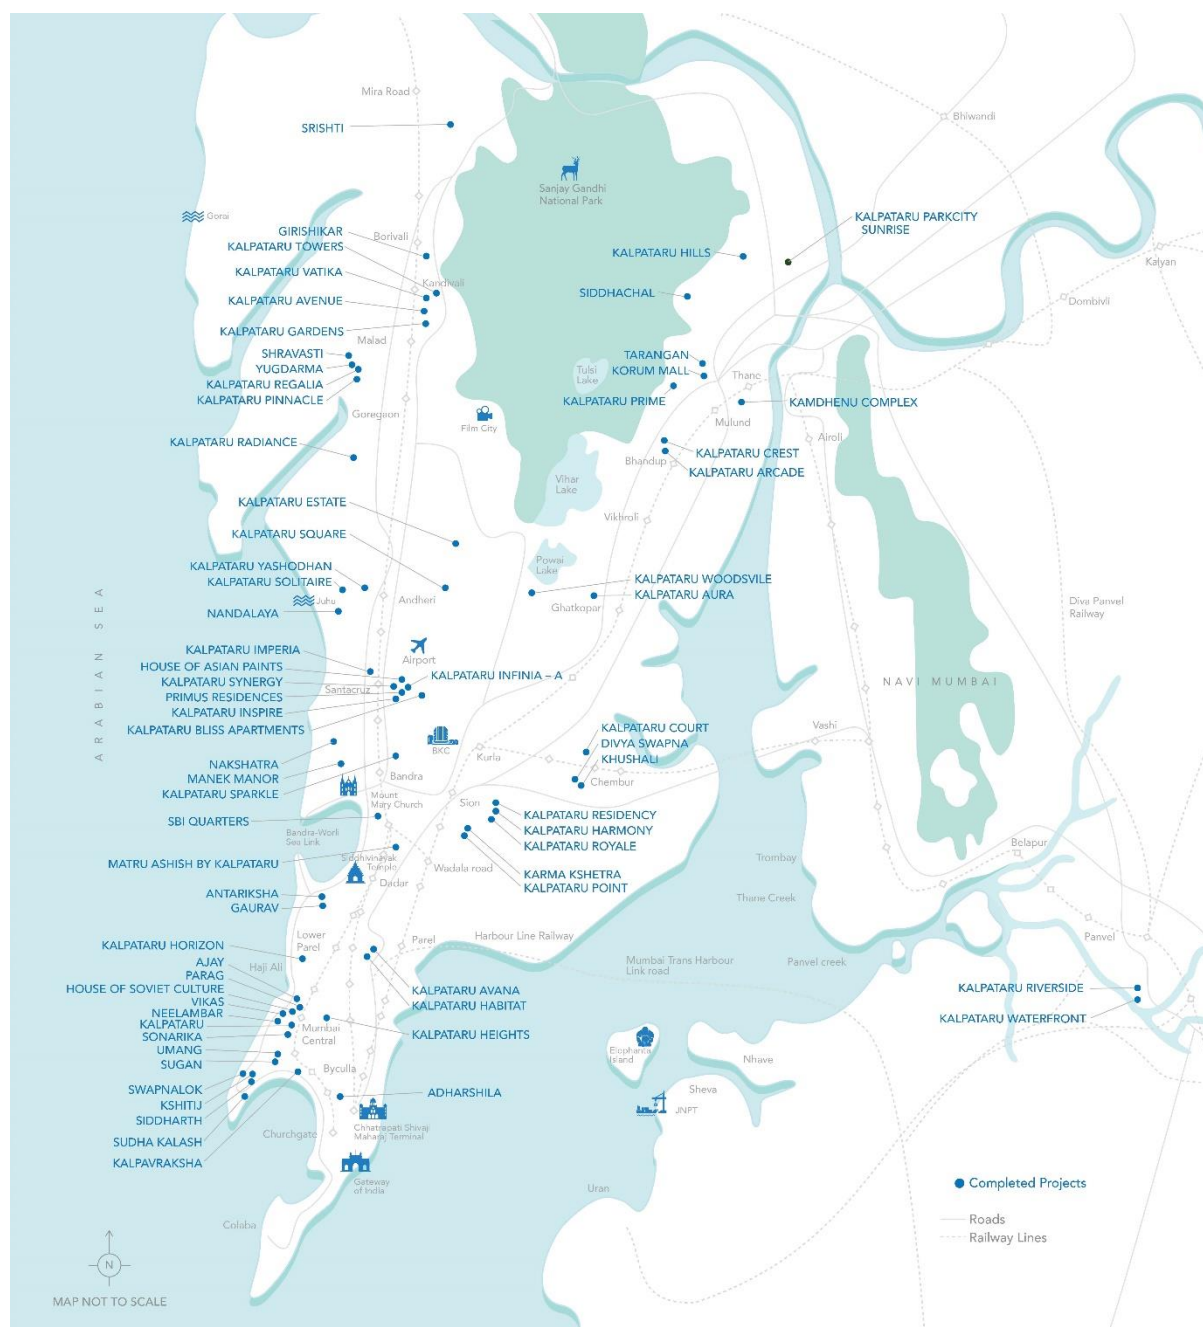 Mira Road
Bhiwandi
SRISHTI
Sanjay Gandhi
National Park
Gorai
KALPATARU PARKCITY
SUNRISE
GIRISHIKAR
Borivali
KALPATARU TOWERS
KALPATARU HILLS
Kalyan
KALPATARU VATIKA
Kandivali
SIDDHACHAL
KALPATARU AVENUE
Dombivli
KALPATARU GARDENS
Malad
SHRAVASTI
TARANGAN
YUGDARMA
KORUM MALL
Tulsi
Lake
Thane
KALPATARU REGALIA
KALPATARU PINNACLE
KALPATARU PRIME
KAMDHENU COMPLEX
Goregaon
Film City
Mulund
Airoli
KALPATARU RADIANCE
KALPATARU CREST
Bhandup
KALPATARU ARCADE
Vihar
Lake
KALPATARU ESTATE
Vikhroli
KALPATARU SQUARE
Powai
Lake
KALPATARU YASHODHAN
KALPATARU WOODSVILE
KALPATARU SOLITAIRE
KALPATARU AURA
Juhu
Andheri
Ghatkopar
NANDALAYA
Diva Panvel
Railway
ARABIAN SEA
KALPATARU IMPERIA
Airport
HOUSE OF ASIAN PAINTS
KALPATARU INFINIA – A
KALPATARU SYNERGY
NAVI MUMBAI
Santacruz
PRIMUS RESIDENCES
KALPATARU INSPIRE
KALPATARU BLISS APARTMENTS
KALPATARU COURT
Vashi
DIVYA SWAPNA
BKC
Kurla
KHUSHALI
NAKSHATRA
MANEK MANOR
Bandra
Chembur
KALPATARU SPARKLE
Mount
Mary Church
Sion
KALPATARU RESIDENCY
SBI QUARTERS
KALPATARU HARMONY
Bandra-Worli
Sea Link
KALPATARU ROYALE
Belapur
MATRU ASHISH BY KALPATARU
Siddhivinayak
Temple
Wadala road
KARMA KSHETRA
Trombay
Dadar
KALPATARU POINT
ANTARIKSHA
Thane Creek
GAURAV
Lower
Parel
Parel
Harbour Line Railway
Panvel
KALPATARU HORIZON
AJAY
Haji Ali
Mumbai Trans Harbour
Link road
Panvel creek
PARAG
HOUSE OF SOVIET CULTURE
KALPATARU AVANA
KALPATARU RIVERSIDE
VIKAS
KALPATARU HABITAT
NEELAMBAR
KALPATARU WATERFRONT
KALPATARU
Mumbai
Central
KALPATARU HEIGHTS
SONARIKA
UMANG
Elephanta
Island
Nhave
SUGAN
Byculla
SWAPNALOK
ADHARSHILA
Sheva
KSHITIJ
JNPT
SIDDHARTH
Churchgate
Chhatrapati Shivaji
Maharaj Terminal
SUDHA KALASH
KALPAVRAKSHA
Gateway
of India
Uran
Completed Projects
Colaba
Roads
Railway Lines
N
MAP NOT TO SCALE